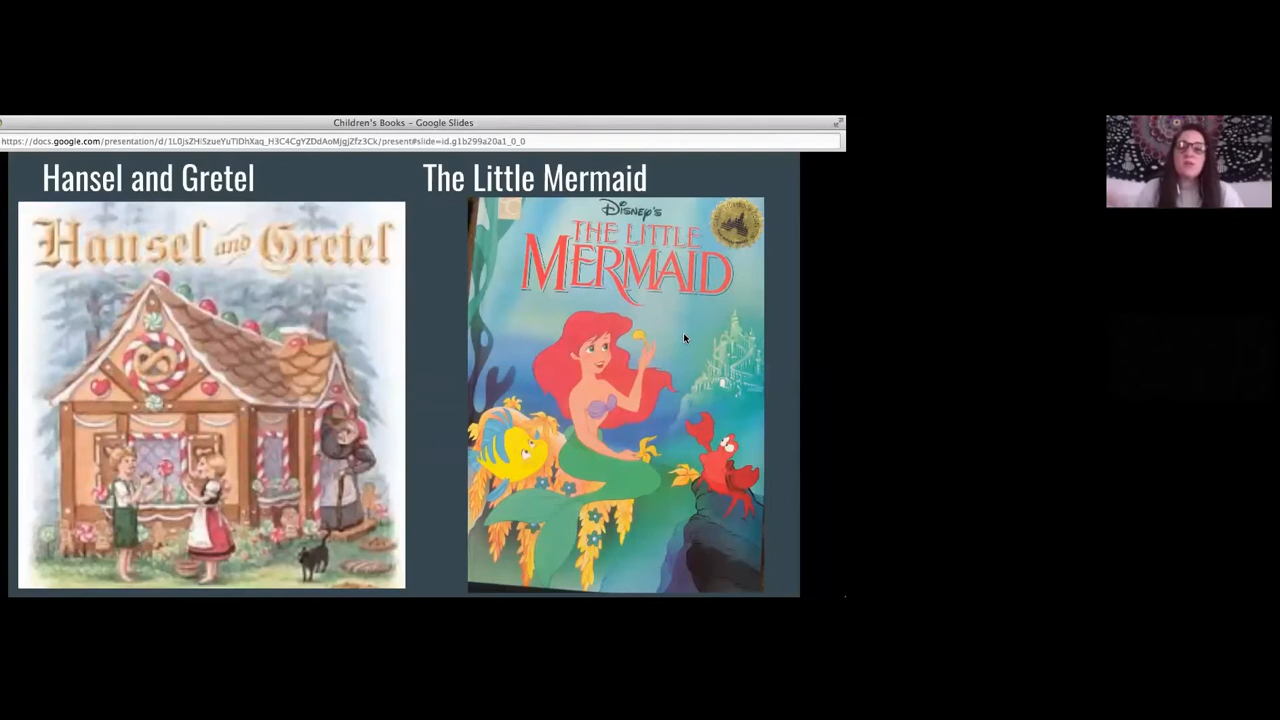 Children's Books - Google Slides
https://docs.google.com/presentation/d/1L0jsZHiSzueYuTlDhXaq_H3C4CgYZDdAoMjgjZfz3Ck/present#slide=id.g1b299a20a1_0_0
Hansel and Gretel
The Little Mermaid
Hansel and Gretel
DISNEY'S
THE LITTLE
MERMAID